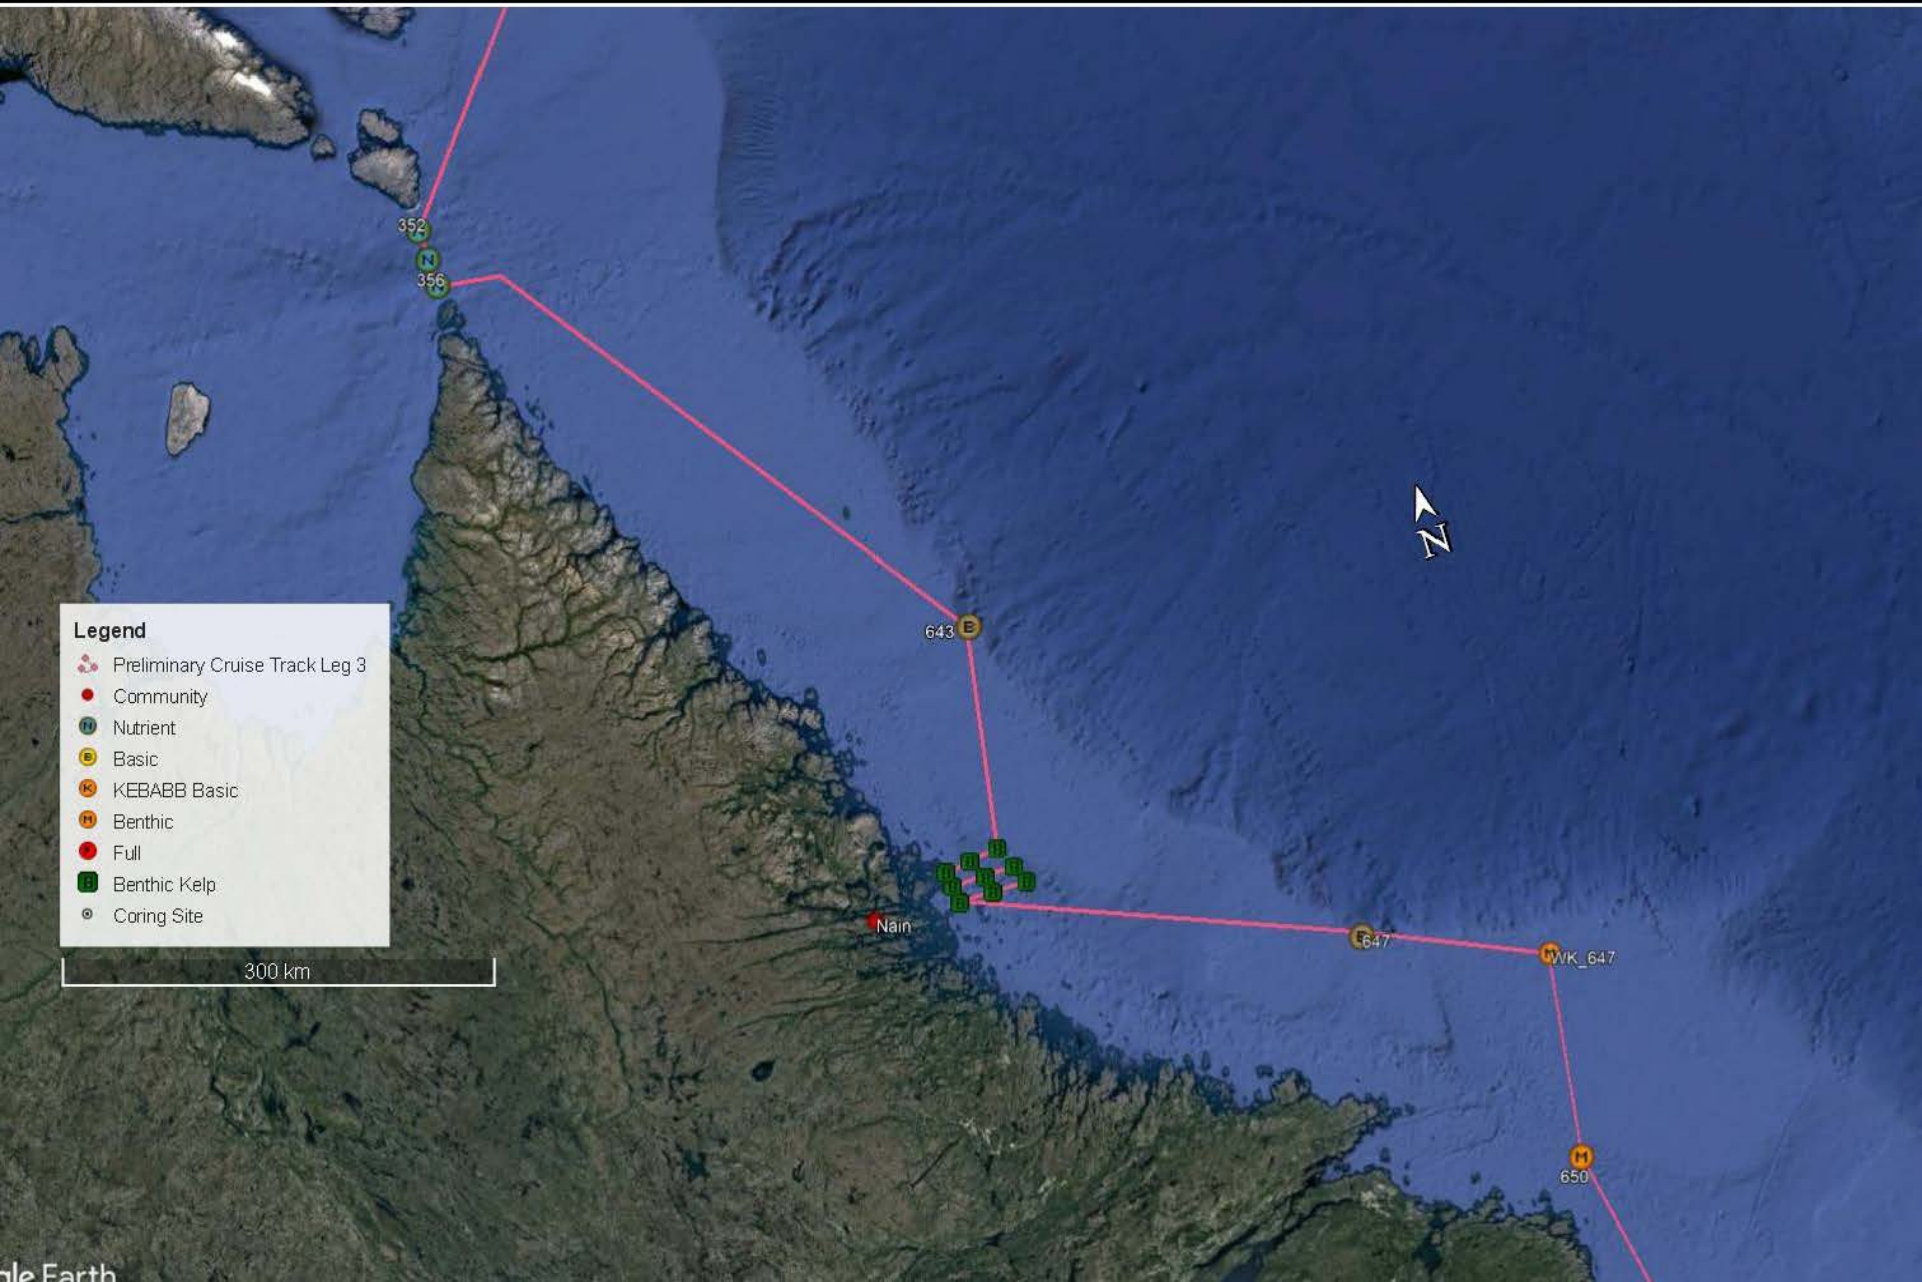 352
N
356
N
643 B
Legend
Preliminary Cruise Track Leg 3
Community
N Nutrient
B Basic
K KEBABB Basic
M Benthic
Full
B Benthic Kelp
Coring Site
300 km
Nain
647
WK_647
M
650
gle Earth